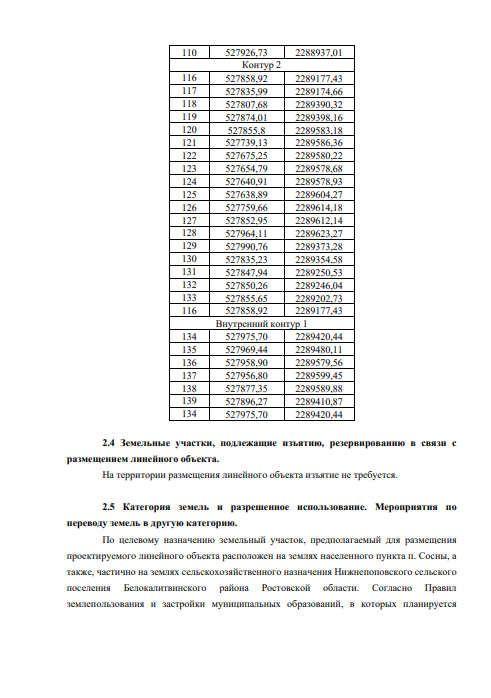 110 527926,73 2288937,01
Контур 2
116 527858,92 2289177,43
117 527835,99 2289174,66
118 527807,68 2289390,32
119 527874,01 2289398,16
120 527855,8 2289583,18
121 527739,13 2289586,36
122 527675,25 2289580,22
123 527654,79 2289578,68
124 527640,91 2289578,93
125 527638,89 2289604,27
126 527759,66 2289614,18
127 527852,95 2289612,14
128 527964,11 2289623,27
129 527990,76 2289373,28
130 527835,23 2289354,58
131 527847,94 2289250,53
132 527850,26 2289246,04
133 527855,65 2289202,73
116 527858,92 2289177,43
Внутренний контур 1
134 527975,70 2289420,44
135 527969,44 2289480,11
136 527958,90 2289579,56
137 527956,80 2289599,45
138 527877,35 2289589,88
139 527896,27 2289410,87
134 527975,70 2289420,44
2.4 Земельные участки, подлежащие изъятию, резервированию в связи с
размещением линейного объекта.
На территории размещения линейного объекта изъятие не требуется.
2.5 Категория земель и разрешенное использование. Мероприятия по
переводу земель в другую категорию.
По целевому назначению земельный участок, предполагаемый для размещения
проектируемого линейного объекта расположен на землях населенного пункта п. Сосны, а
также, частично на землях сельскохозяйственного назначения Нижнепоповского сельского
поселения Белокалитвинского района Ростовской области. Согласно Правил
землепользования и застройки муниципальных образований, в которых планируется